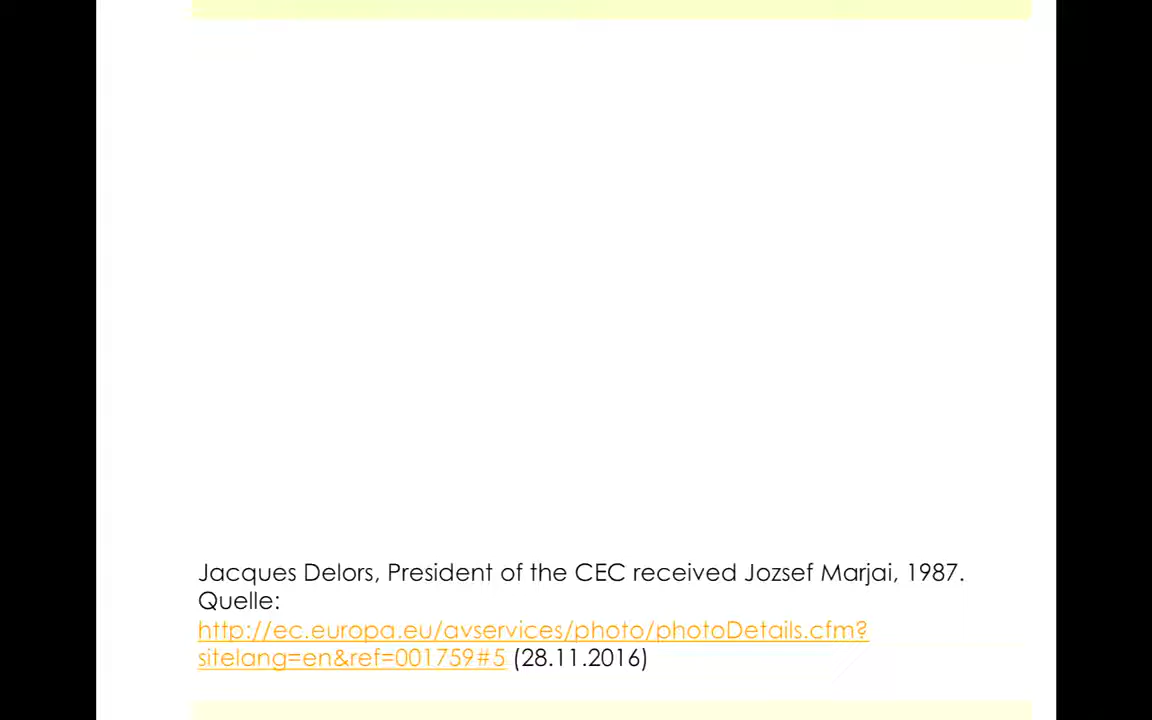 Jacques Delors, President of the CEC received Jozsef Marjai, 1987.
Quelle:
http://ec.europa.eu/avservices/photo/photoDetails.cfm?
sitelang=en&ref=001759#5 (28.11.2016)